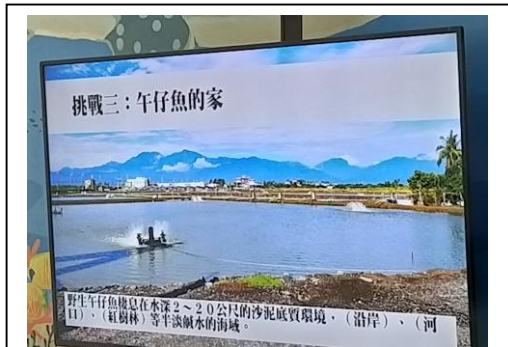 挑戰三：午仔魚的家
野生午仔魚棲息在水深2～20公尺的沙泥底質環境，（沿岸）、（河
口）、（紅樹林）等半淡鹹水的海域。